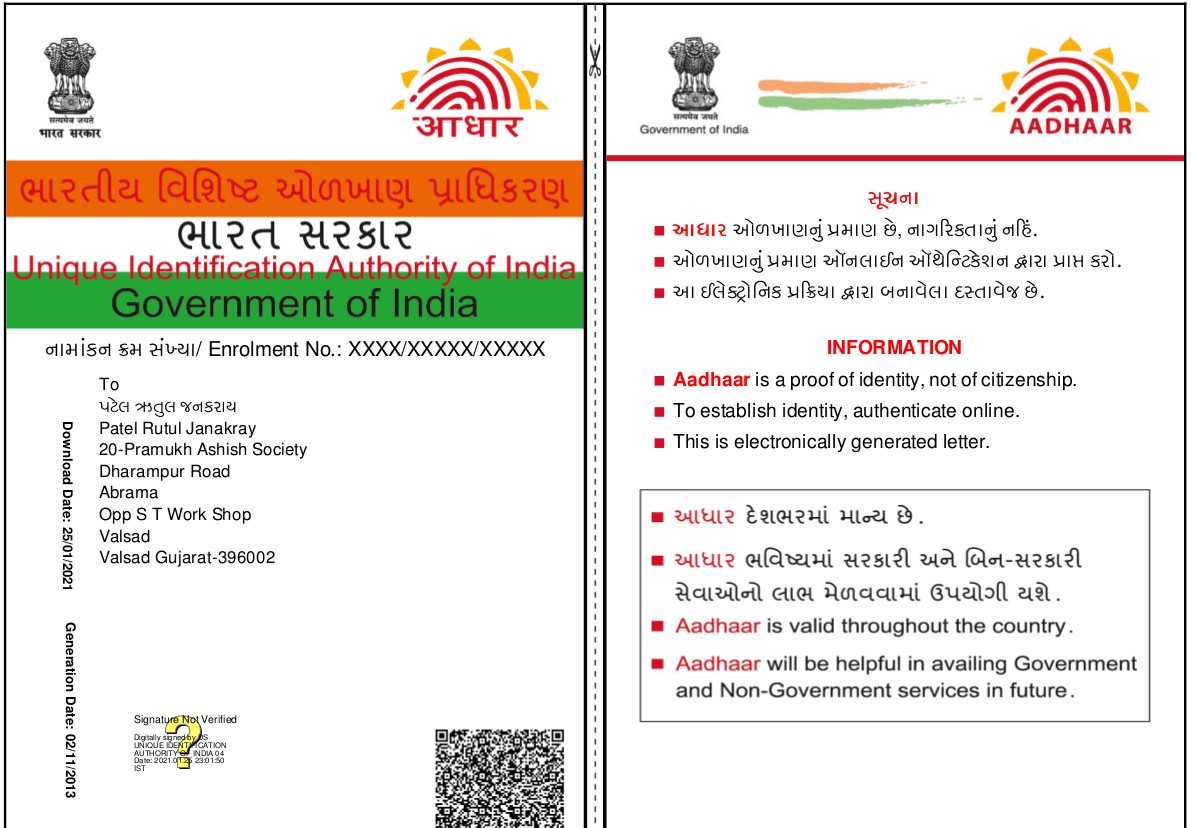 सत्यमेव जयते
भारत सरकार
आधार
ભારતીય વિશિષ્ટ ઓળખાણ પ્રાધિકરણ
ભારત સરકાર
Unique Identification Authority of India
Government of India
નામાંકન ક્રમ સંખ્યા/ Enrolment No.: XXXX/XXXXX/XXXXX
To
પટેલ ઋતુલ જનકરાય
Patel Rutul Janakray
20-Pramukh Ashish Society
Dharampur Road
Abrama
Opp S T Work Shop
Valsad
Valsad Gujarat-396002
Download Date: 25/01/2021
Generation Date: 02/11/2013
Signature Not Verified
Digitally signed by DS
UNIQUE IDENTIFICATION
AUTHORITY OF INDIA 04
Date: 2021.01.25 23:01:50
IST
सत्यमेव जयते
Government of India
AADHAAR
સૂચના
આધાર ઓળખાણનું પ્રમાણ છે, નાગરિકતાનું નહિં.
ઓળખાણનું પ્રમાણ ઑનલાઈન ઑથેન્ટિકેશન દ્વારા પ્રાપ્ત કરો.
આ ઈલેક્ટ્રોનિક પ્રક્રિયા દ્વારા બનાવેલા દસ્તાવેજ છે.
INFORMATION
Aadhaar is a proof of identity, not of citizenship.
To establish identity, authenticate online.
This is electronically generated letter.
આધાર દેશભરમાં માન્ય છે.
આધાર ભવિષ્યમાં સરકારી અને બિન-સરકારી
સેવાઓનો લાભ મેળવવામાં ઉપયોગી થશે.
Aadhaar is valid throughout the country.
Aadhaar will be helpful in availing Government
and Non-Government services in future.